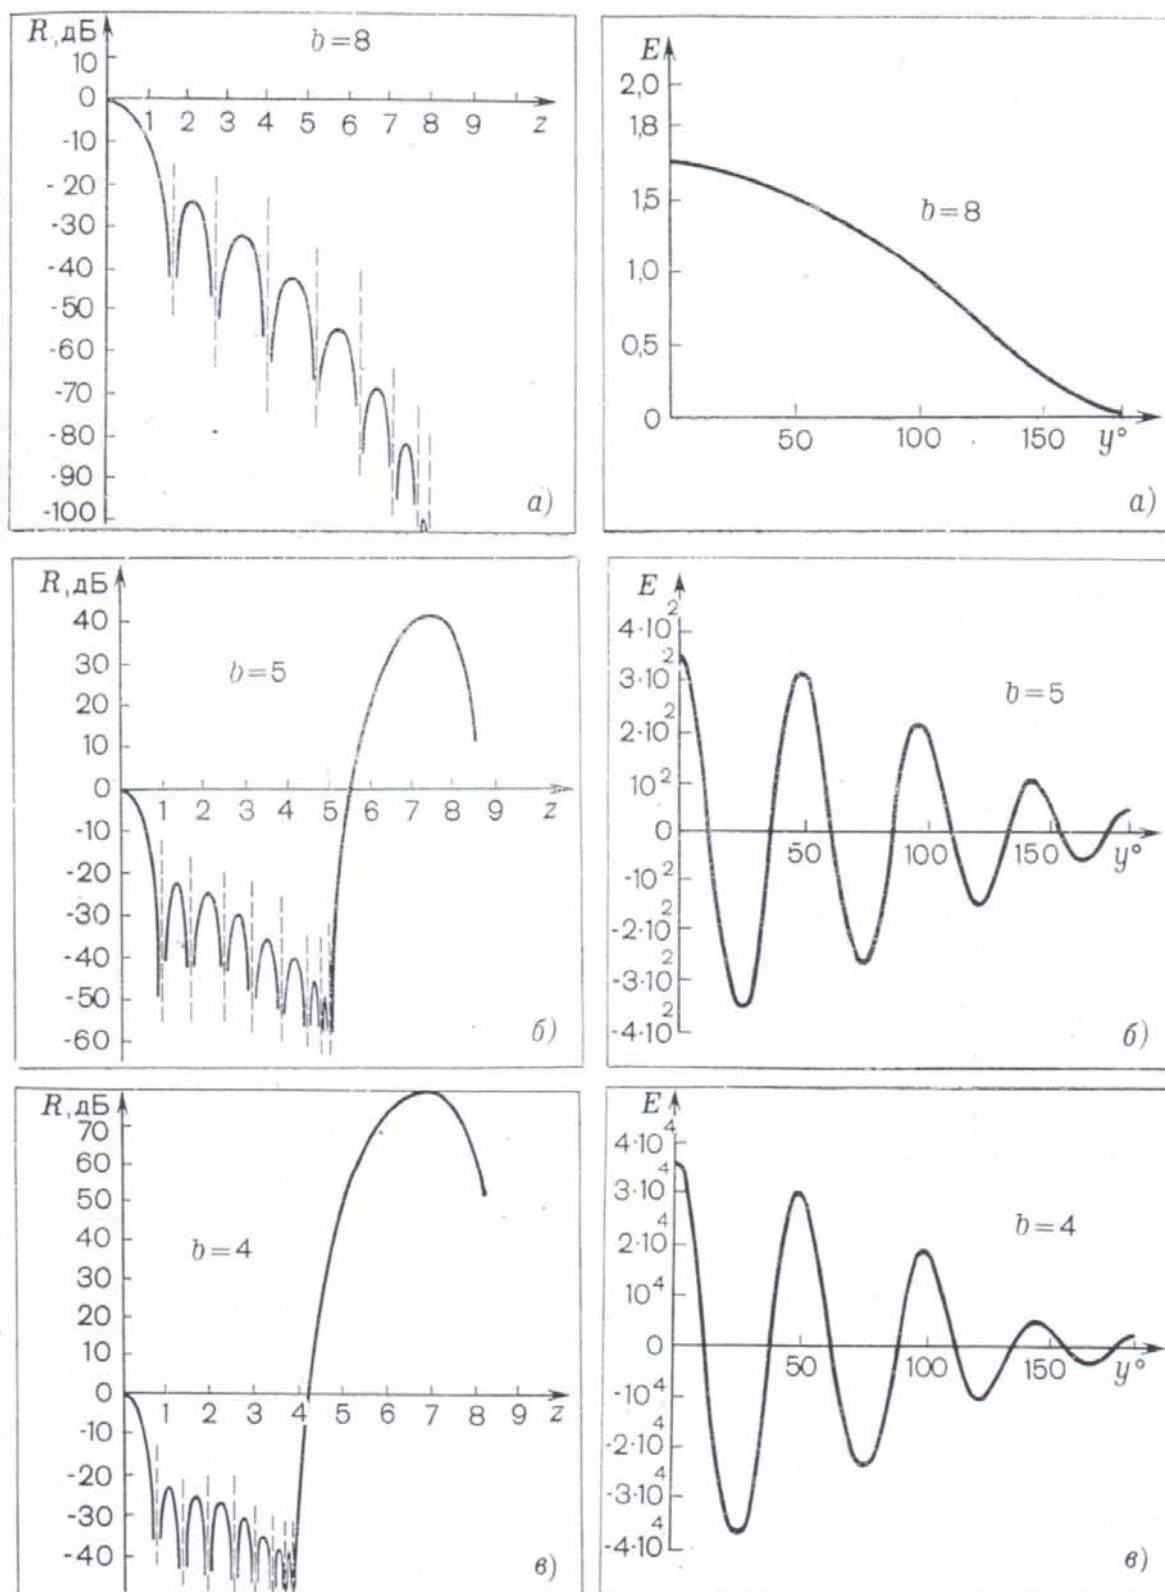 R, дБ
b=8
10
0
1 2 3 4 5 6 7 8 9 z
-10
-20
-30
-40
-50
-60
-70
-80
-90
-100
а)
E
2,0
1,8
1,5
b=8
1,0
0,5
0
50 100 150 y°
а)
R, дБ
40
30
b=5
20
10
0
1 2 3 4 5 6 7 8 9 z
-10
-20
-30
-40
-50
-60
б)
E
4·10²
3·10²
b=5
2·10²
10²
0
50 100 150 y°
-10²
-2·10²
-3·10²
-4·10²
б)
R, дБ
70
60
50
40
b=4
30
20
10
0
1 2 3 4 5 6 7 8 9 z
-10
-20
-30
-40
в)
E
4·10⁴
3·10⁴
b=4
2·10⁴
10⁴
0
50 100 150 y°
-10⁴
-2·10⁴
-3·10⁴
-4·10⁴
в)